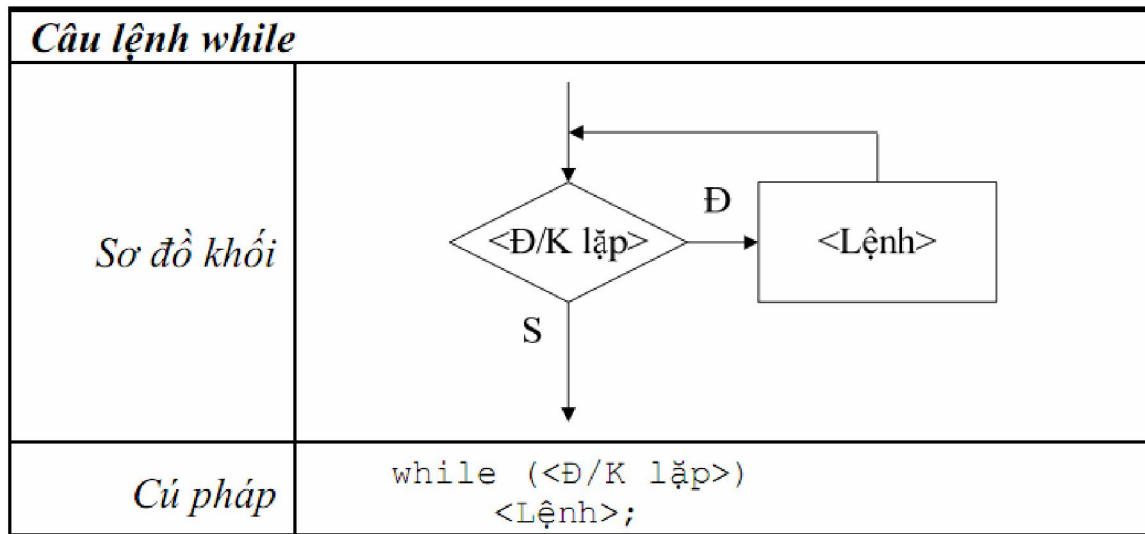 Câu lệnh while
Sơ đồ khối
<Đ/K lặp>
Đ
<Lệnh>
S
Cú pháp
while (<Đ/K lặp>)
<Lệnh>;